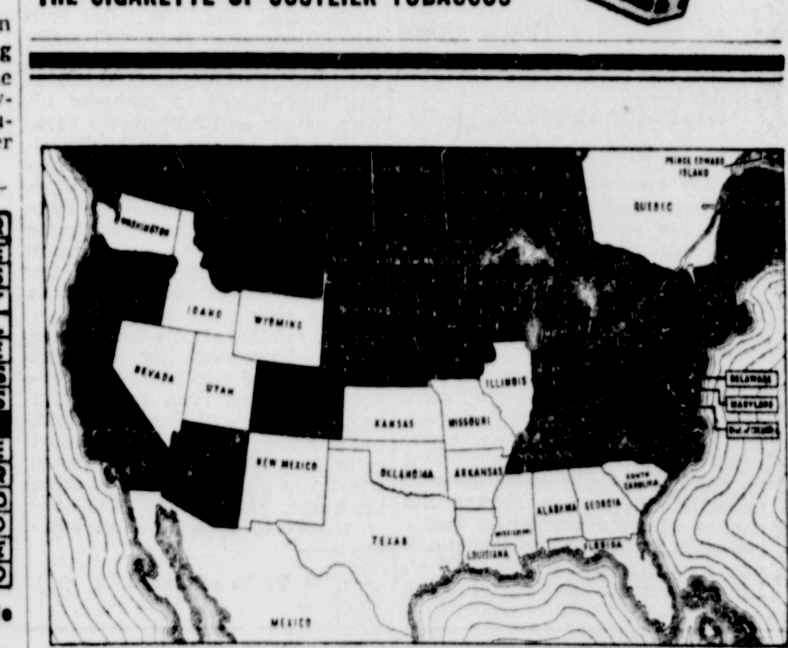 THE CIGARETTE OF COSTLIER TOBACCOS
n
g
e
y-
u-
er
PRINCE EDWARD
ISLAND
QUEBEC
WASHINGTON
IDAHO
WYOMING
NEVADA
UTAH
ILLINOIS
KANSAS
MISSOURI
DELAWARE
MARYLAND
NEW MEXICO
OKLAHOMA
ARKANSAS
SOUTH
CAROLINA
ALABAMA
GEORGIA
MISSISSIPPI
TEXAS
LOUISIANA
FLORIDA
MEXICO